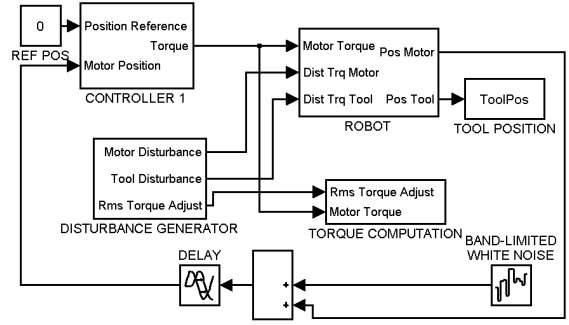 0
REF POS
Position Reference
Torque
Motor Position
CONTROLLER 1
Motor Torque
Pos Motor
Dist Trq Motor
Dist Trq Tool
Pos Tool
ROBOT
ToolPos
TOOL POSITION
Motor Disturbance
Tool Disturbance
Rms Torque Adjust
DISTURBANCE GENERATOR
Rms Torque Adjust
Motor Torque
TORQUE COMPUTATION
BAND-LIMITED
WHITE NOISE
DELAY
+
+